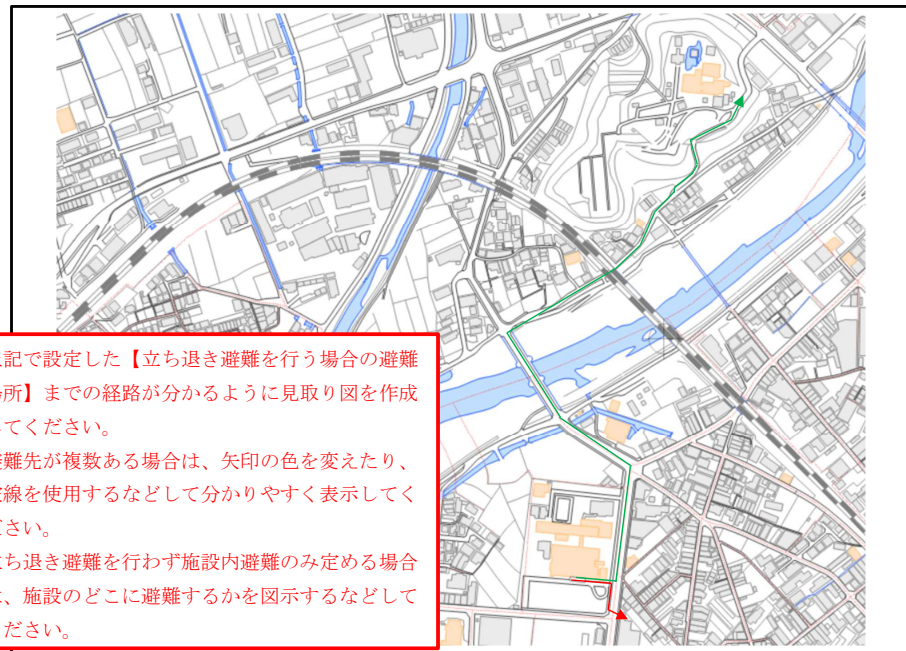 記で設定した【立ち退き避難を行う場合の避難
所】までの経路が分かるように見取り図を作成
てください。
難先が複数ある場合は、矢印の色を変えたり、
線を使用するなどして分かりやすく表示してく
さい。
ち退き避難を行わず施設内避難のみ定める場合
、施設のどこに避難するかを図示するなどして
ださい。